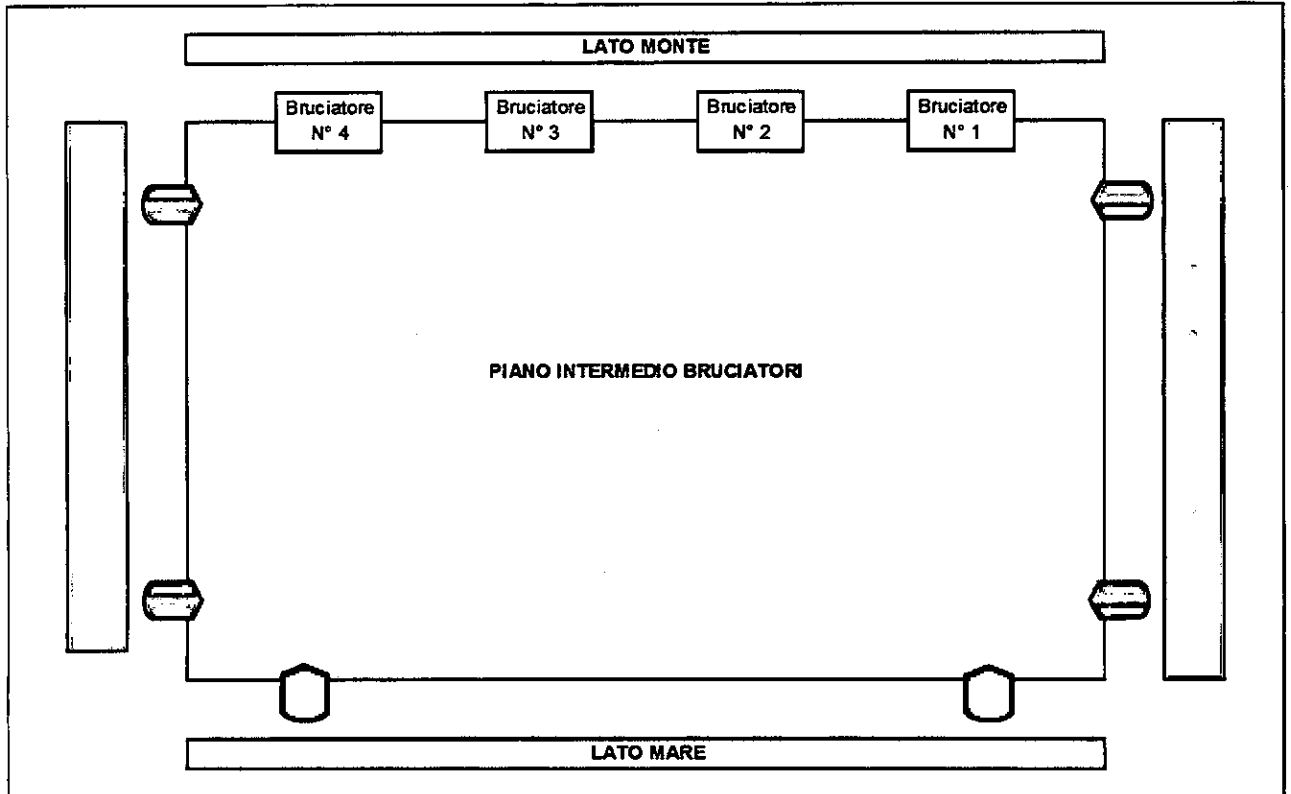 LATO MONTE
Bruciatore
N° 4
Bruciatore
N° 3
Bruciatore
N° 2
Bruciatore
N° 1
PIANO INTERMEDIO BRUCIATORI
LATO MARE